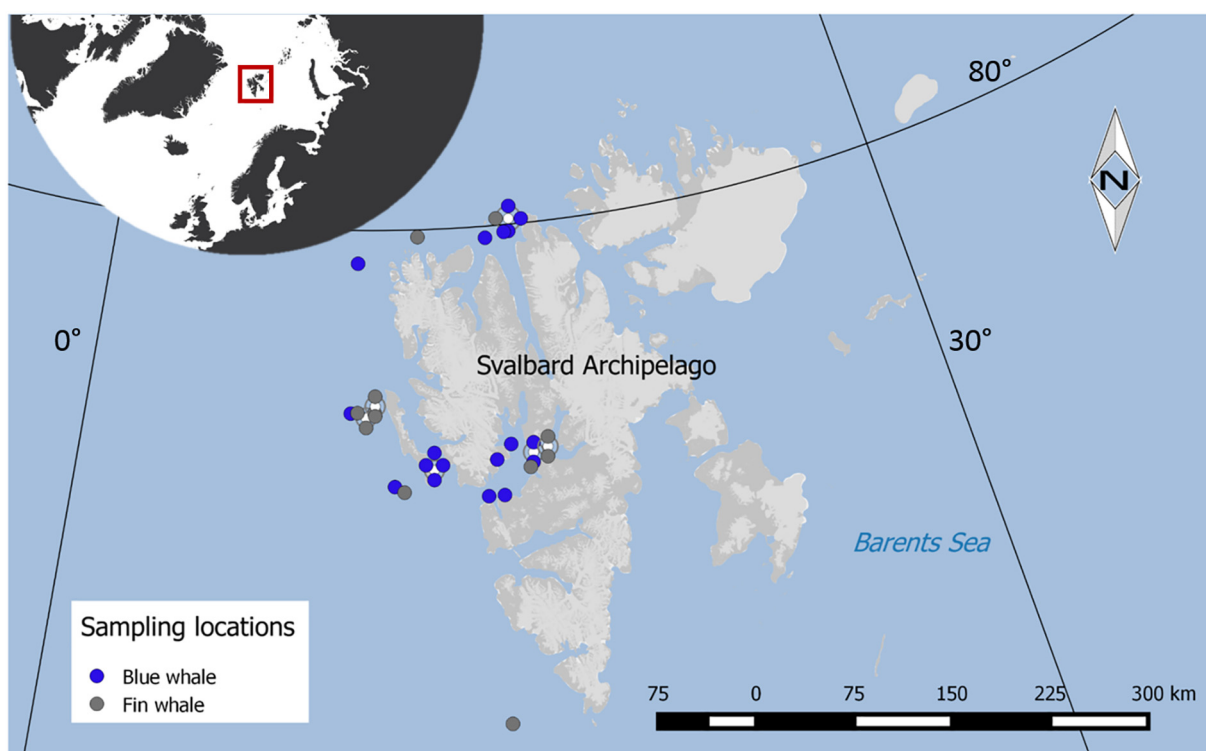 80°
N
0°
30°
Svalbard Archipelago
Barents Sea
Sampling locations
Blue whale
Fin whale
75 0 75 150 225 300 km